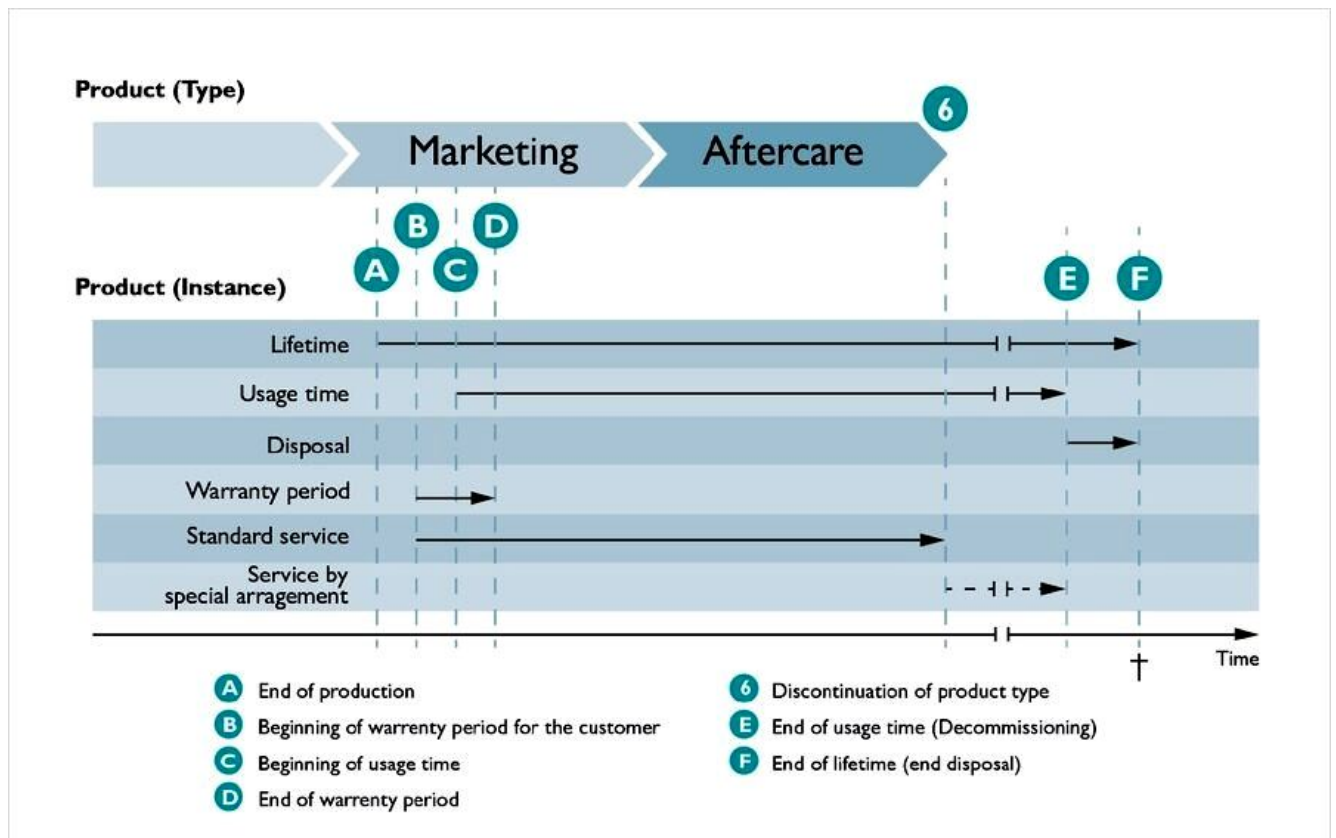 Product (Type)
6
Marketing
Aftercare
B
D
A
C
E
F
Product (Instance)
Lifetime
Usage time
Disposal
Warranty period
Standard service
Service by
special arragement
Time
A End of production
B Beginning of warrenty period for the customer
C Beginning of usage time
D End of warrenty period
6 Discontinuation of product type
E End of usage time (Decommissioning)
F End of lifetime (end disposal)